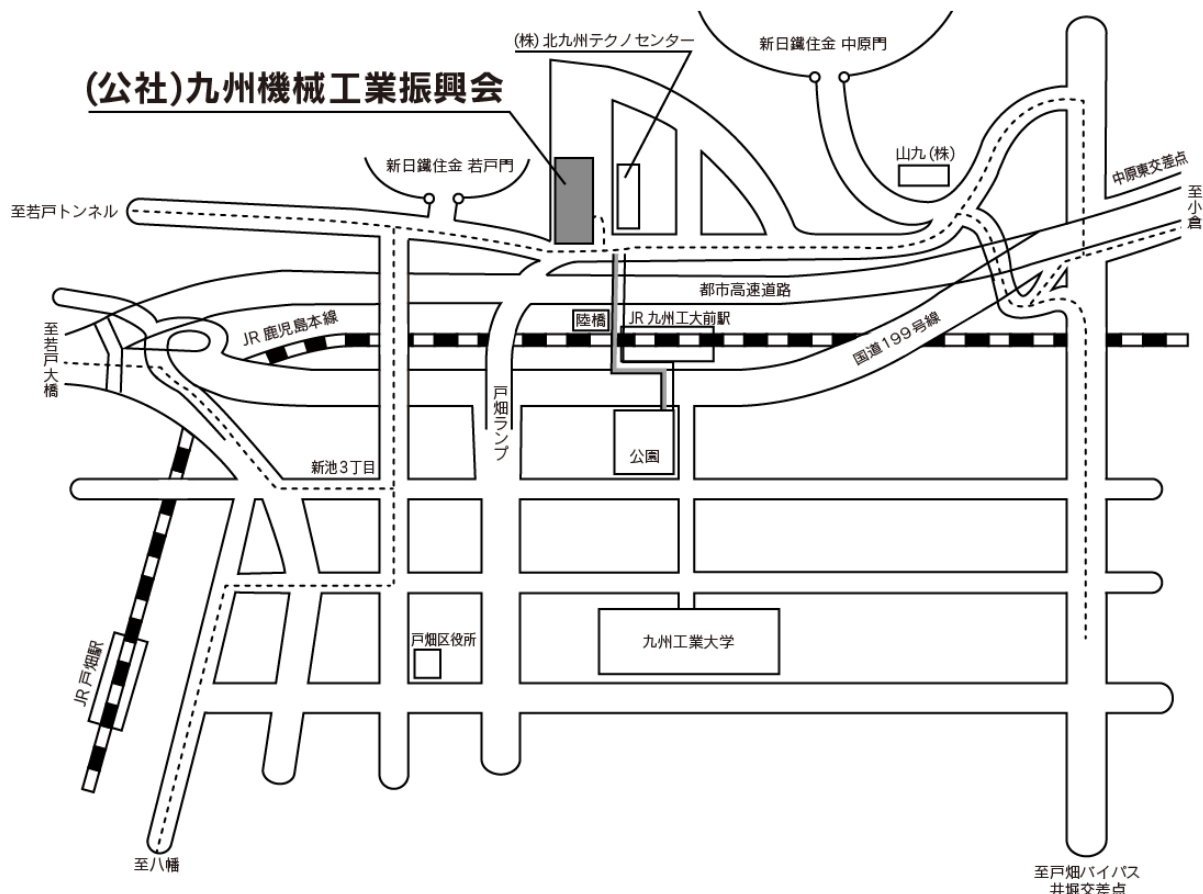 (株)北九州テクノセンター
新日鐵住金 中原門
(公社)九州機械工業振興会
新日鐵住金 若戸門
山九(株)
中原東交差点
至小倉
至若戸トンネル
都市高速道路
陸橋
JR 九州工大前駅
JR 鹿児島本線
国道199号線
至若戸大橋
戸畑ランプ
公園
新池3丁目
戸畑区役所
九州工業大学
JR 戸畑駅
至八幡
至戸畑バイパス
井堀交差点